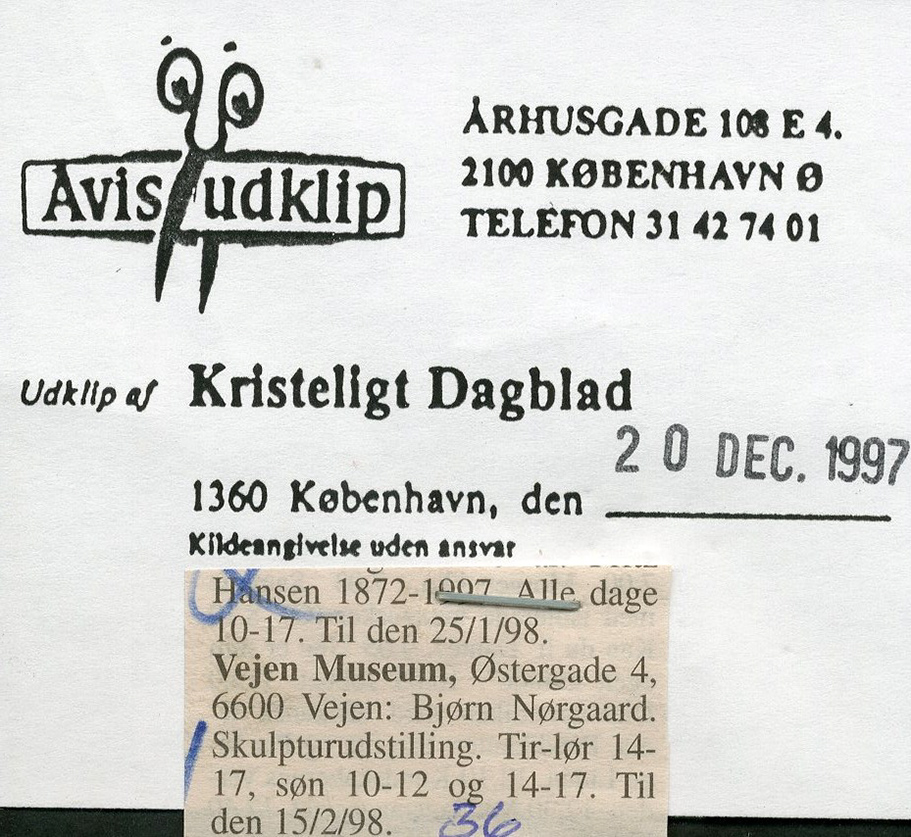 Avis udklip
ÅRHUSGADE 108 E 4.
2100 KØBENHAVN Ø
TELEFON 31 42 74 01
Udklip af Kristeligt Dagblad
20 DEC. 1997
1360 København, den
Kildeangivelse uden ansvar
Hansen 1872-1997. Alle dage
10-17. Til den 25/1/98.
Vejen Museum, Østergade 4,
6600 Vejen: Bjørn Nørgaard.
Skulpturudstilling. Tir-lør 14-
17, søn 10-12 og 14-17. Til
den 15/2/98. 36